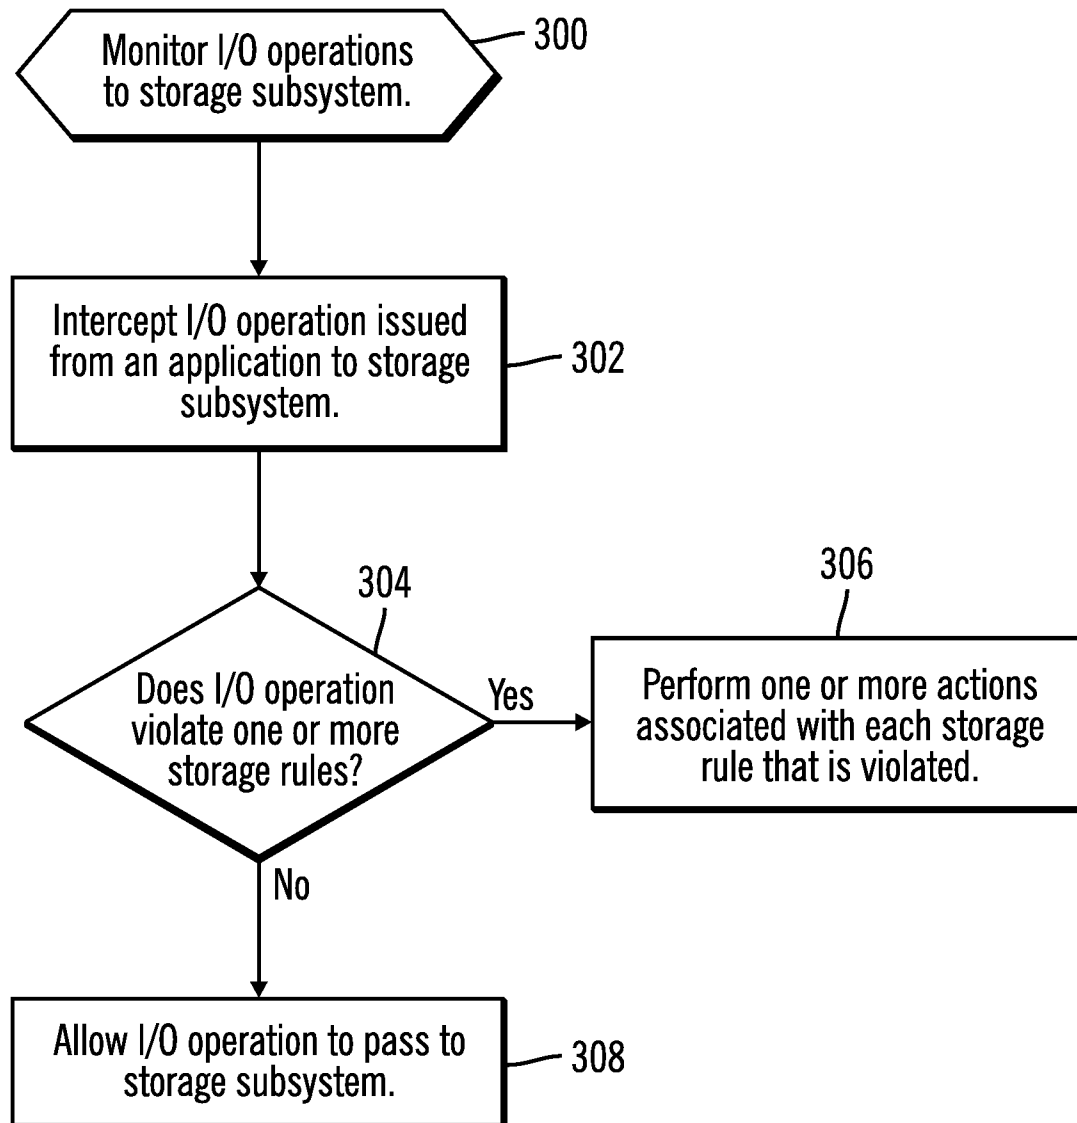 Monitor I/O operations
to storage subsystem.
300
Intercept I/O operation issued
from an application to storage
subsystem.
302
304
Does I/O operation
violate one or more
storage rules?
Yes
306
Perform one or more actions
associated with each storage
rule that is violated.
No
Allow I/O operation to pass to
storage subsystem.
308